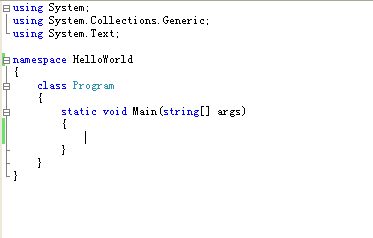 using System;
using System.Collections.Generic;
using System.Text;
namespace HelloWorld
{
class Program
{
static void Main(string[] args)
{
}
}
}